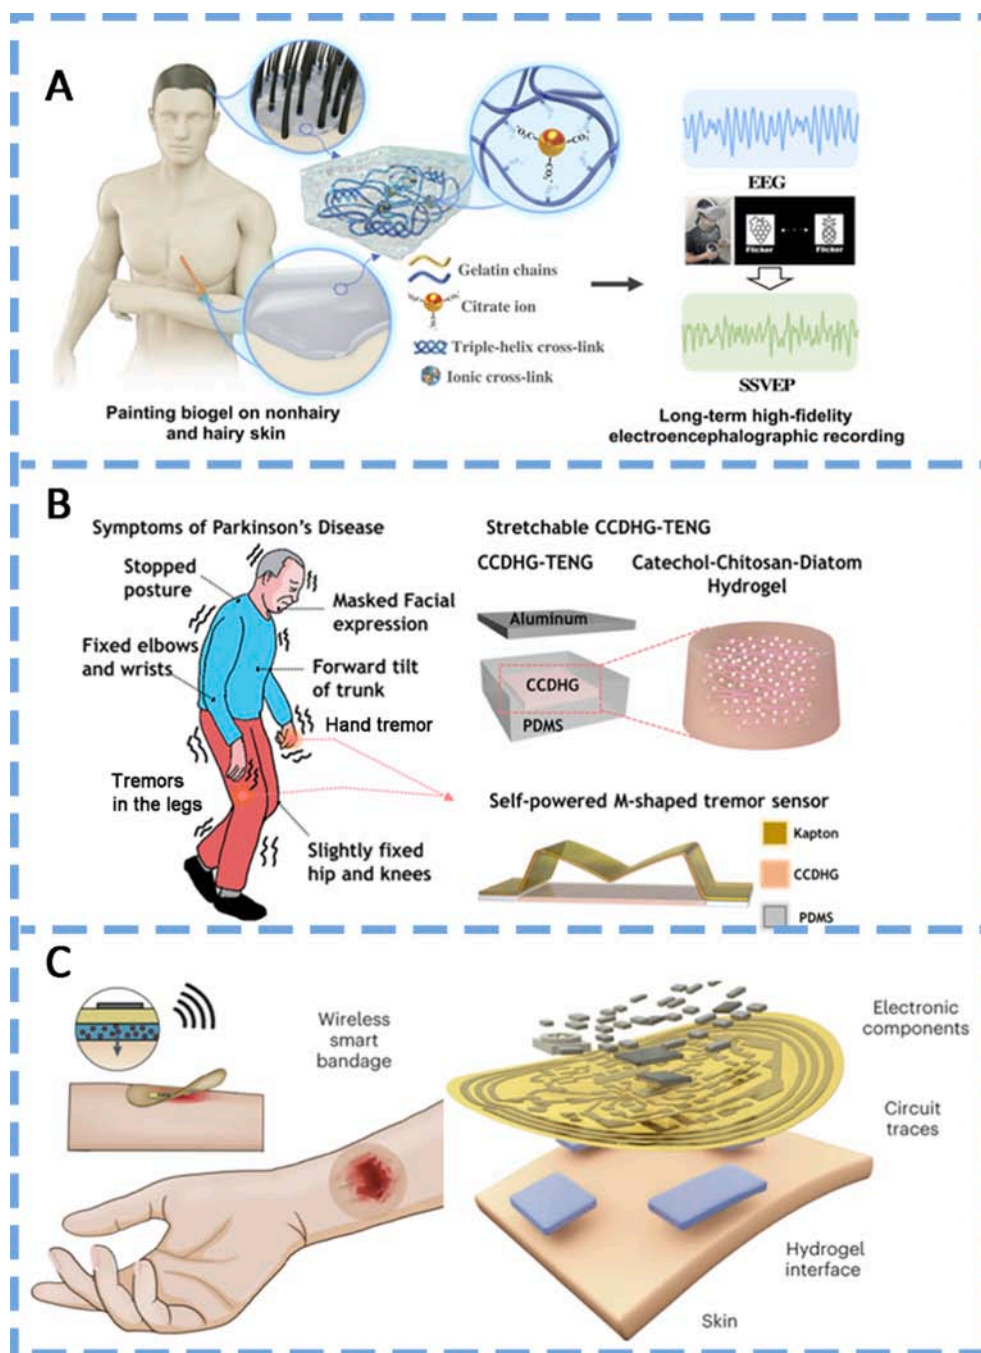 A
EEG
Flicker
Flicker
SSVEP
Gelatin chains
Citrate ion
Triple-helix cross-link
Ionic cross-link
Painting biogel on nonhairy
and hairy skin
Long-term high-fidelity
electroencephalographic recording
B
Symptoms of Parkinson's Disease
Stopped
posture
Masked Facial
expression
Fixed elbows
and wrists
Forward tilt
of trunk
Hand tremor
Tremors
in the legs
Slightly fixed
hip and knees
Stretchable CCDHG-TENG
CCDHG-TENG
Catechol-Chitosan-Diatom
Hydrogel
Aluminum
CCDHG
PDMS
Self-powered M-shaped tremor sensor
Kapton
CCDHG
PDMS
C
Wireless
smart
bandage
Electronic
components
Circuit
traces
Hydrogel
interface
Skin